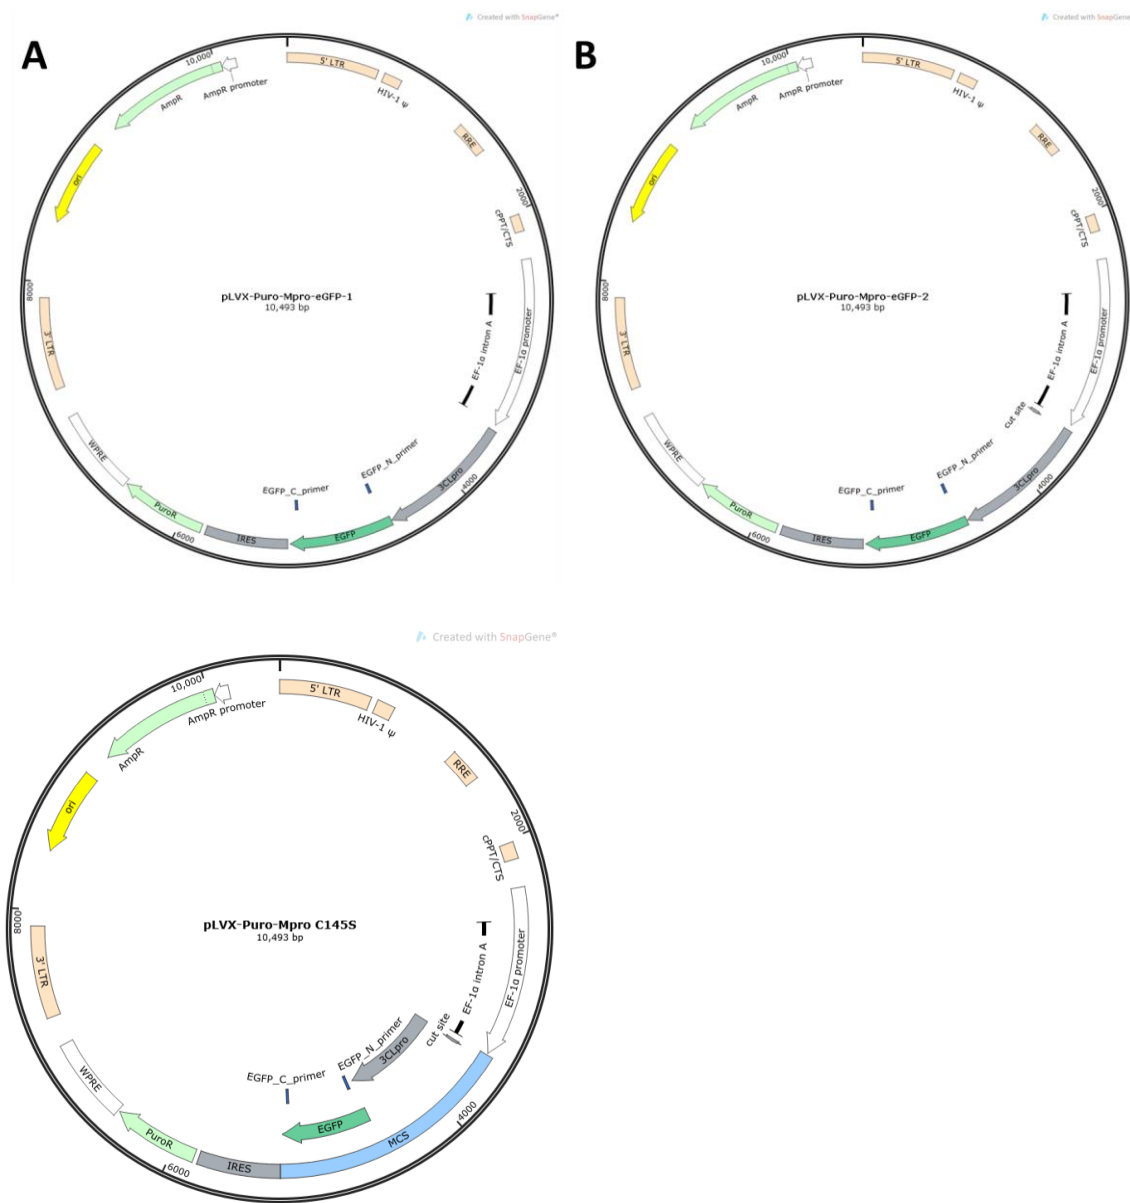 Created with SnapGene®
A
10,000
5' LTR
HIV-1 ψ
AmpR promoter
AmpR
RRE
ori
2000
cPPT/CTS
8000
pLVX-Puro-Mpro-eGFP-1
10,493 bp
EF-1α promoter
EF-1α intron A
3' LTR
EGFP_N_primer
WPRE
3CLpro
4000
EGFP_C_primer
PuroR
6000
IRES
EGFP
Created with SnapGene®
B
10,000
5' LTR
HIV-1 ψ
AmpR promoter
AmpR
RRE
ori
2000
cPPT/CTS
8000
pLVX-Puro-Mpro-eGFP-2
10,493 bp
EF-1α promoter
EF-1α intron A
3' LTR
cut site
EGFP_N_primer
WPRE
3CLpro
4000
EGFP_C_primer
PuroR
6000
IRES
EGFP
Created with SnapGene®
10,000
5' LTR
HIV-1 ψ
AmpR promoter
AmpR
RRE
ori
2000
cPPT/CTS
8000
pLVX-Puro-Mpro C145S
10,493 bp
EF-1α promoter
EF-1α intron A
3' LTR
cut site
EGFP_N_primer
3CLpro
WPRE
EGFP_C_primer
4000
EGFP
MCS
PuroR
6000
IRES